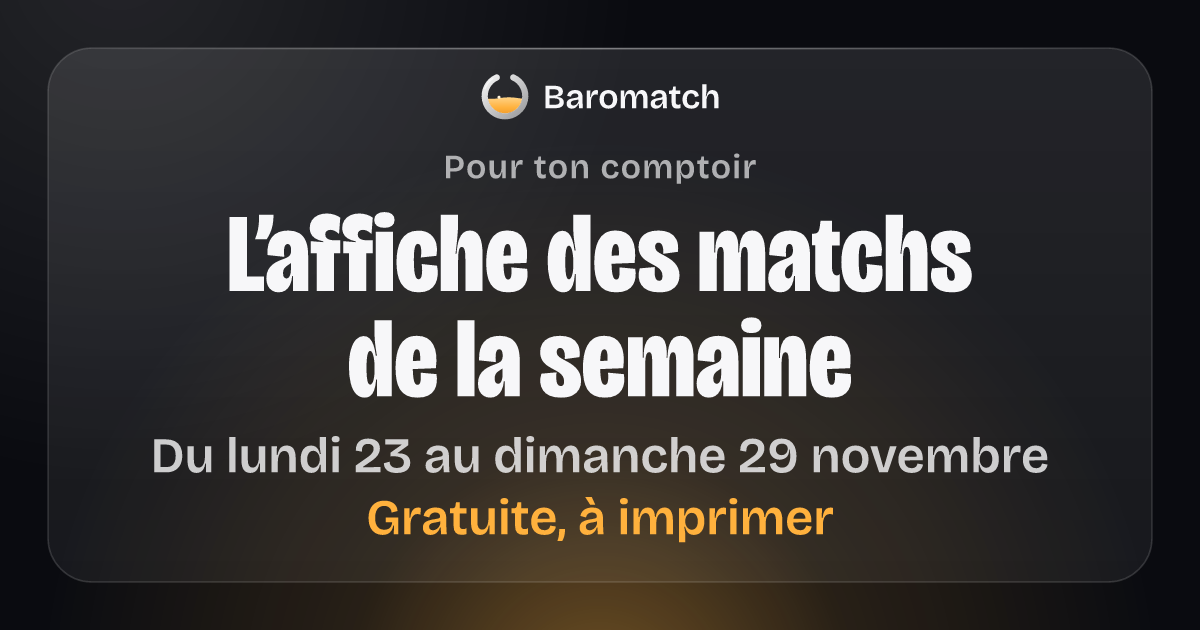 Baromatch
Pour ton comptoir
L’affiche des matchs
de la semaine
Du lundi 23 au dimanche 29 novembre
Gratuite, à imprimer